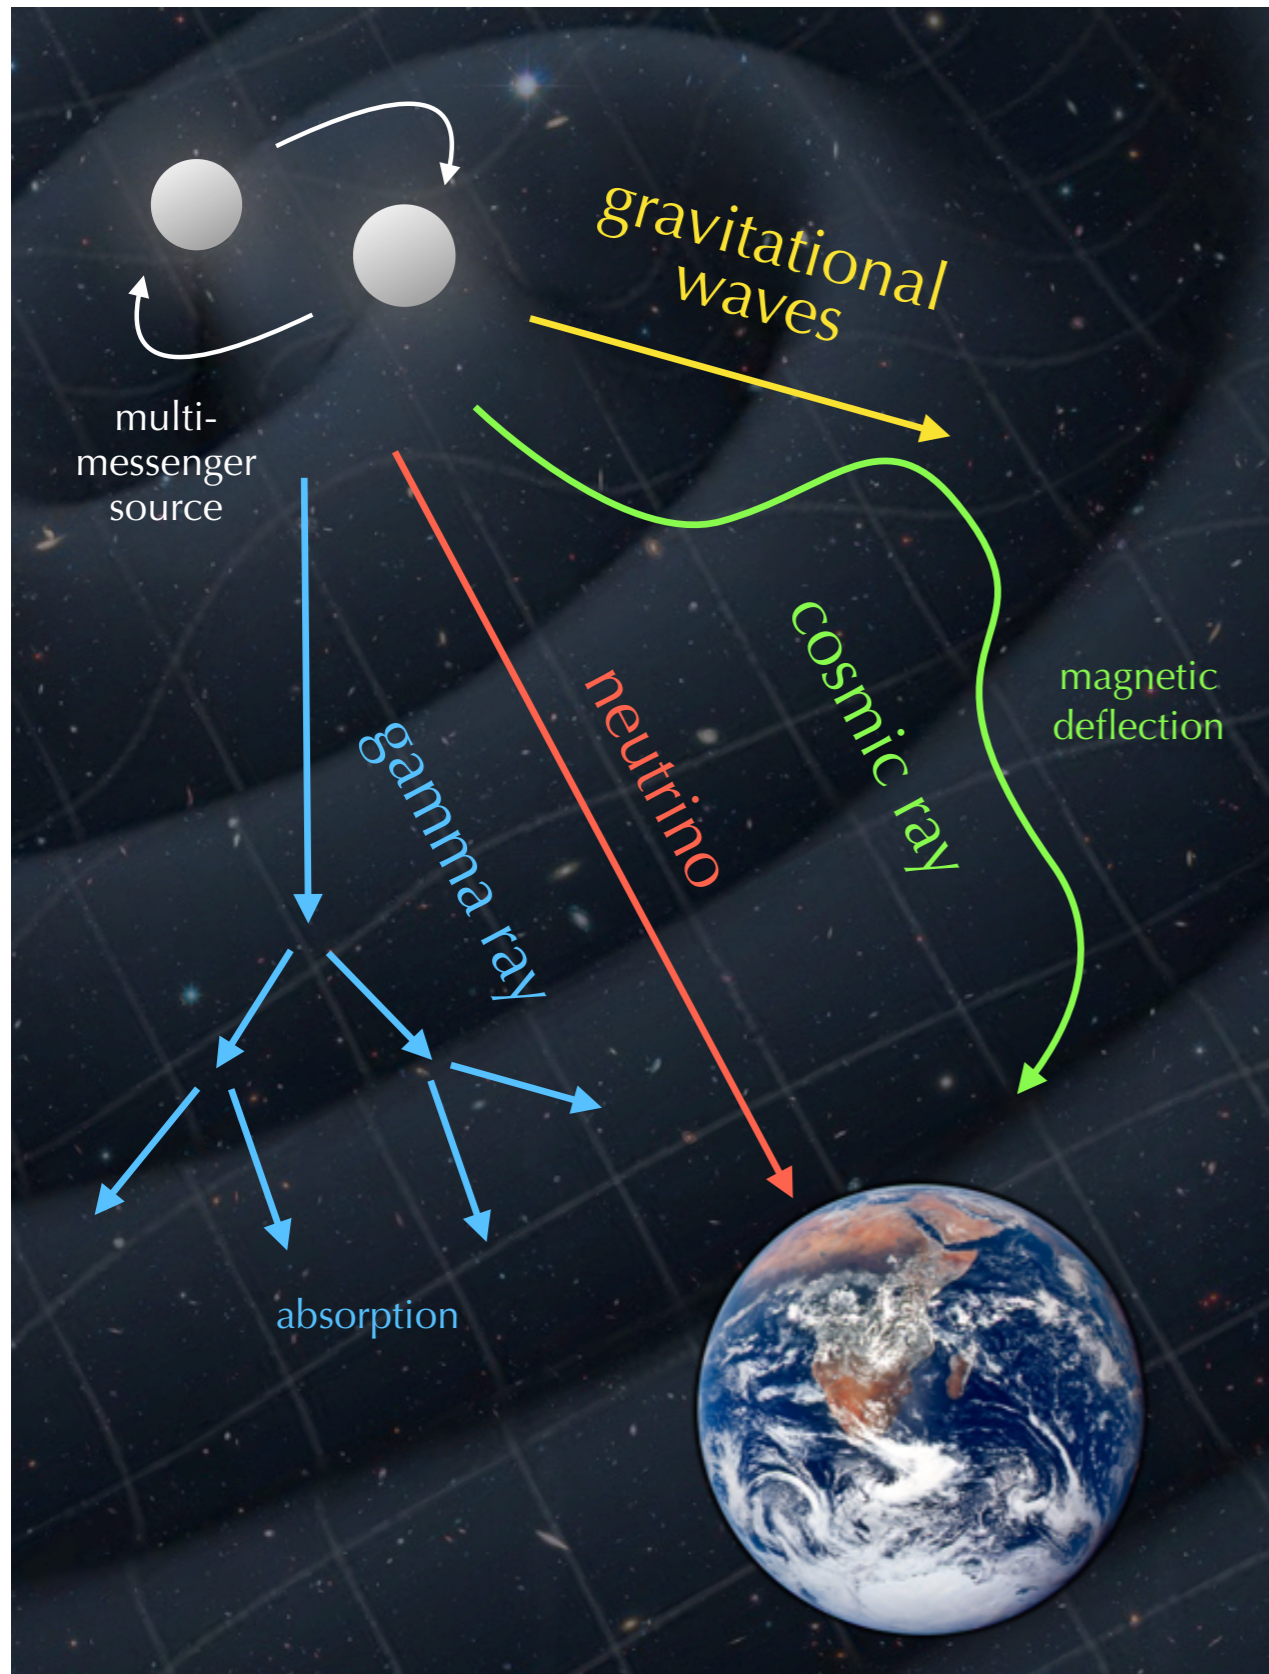 gravitational
waves
multi-
messenger
source
cosmic ray
neutrino
magnetic
deflection
gamma ray
absorption